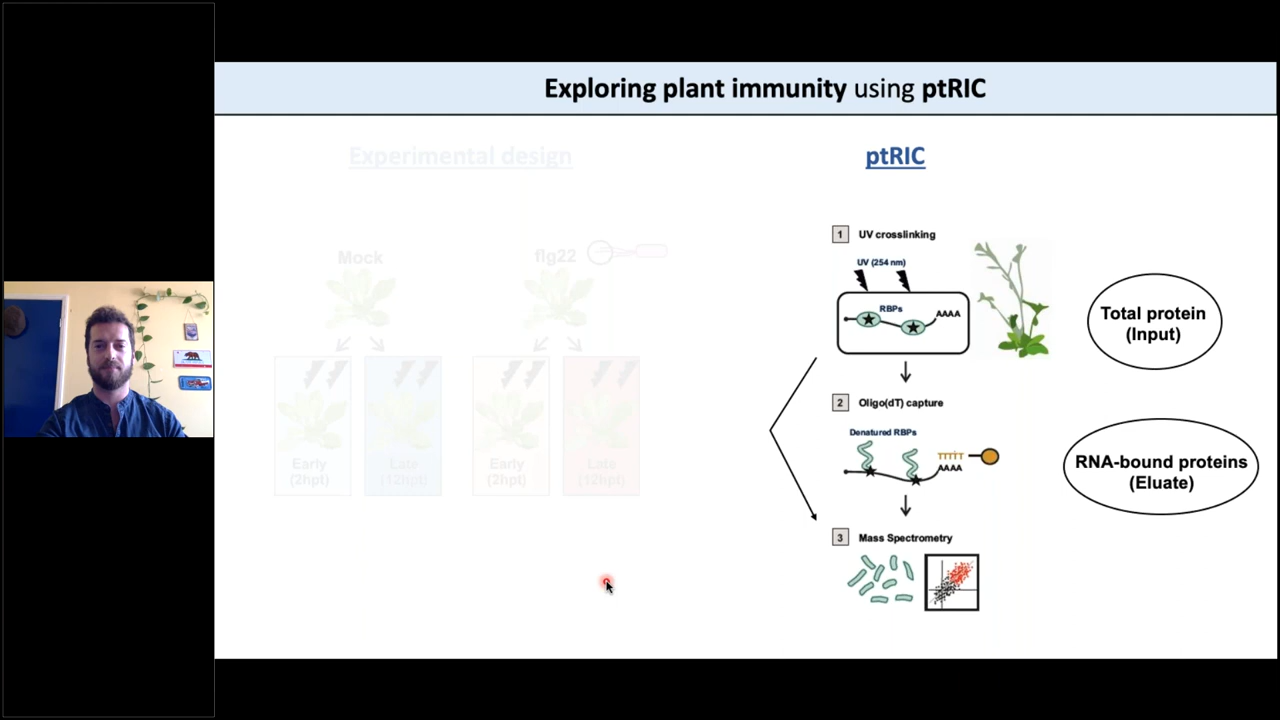 Exploring plant immunity using ptRIC
Experimental design
Mock
flg22
Early
(2hpt)
Late
(12hpt)
Early
(2hpt)
Late
(12hpt)
ptRIC
1 UV crosslinking
UV (254 nm)
RBPs
AAAA
Total protein
(Input)
2 Oligo(dT) capture
Denatured RBPs
TTTTT
AAAA
RNA-bound proteins
(Eluate)
3 Mass Spectrometry